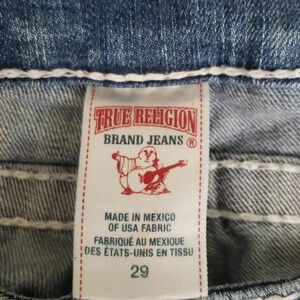 TRUE RELIGION
BRAND JEANS®
MADE IN MEXICO
OF USA FABRIC
FABRIQUÉ AU MEXIQUE
DES ÉTATS-UNIS EN TISSU
29